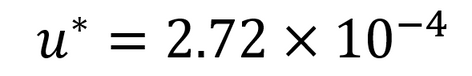 u* = 2.72 × 10⁻⁴